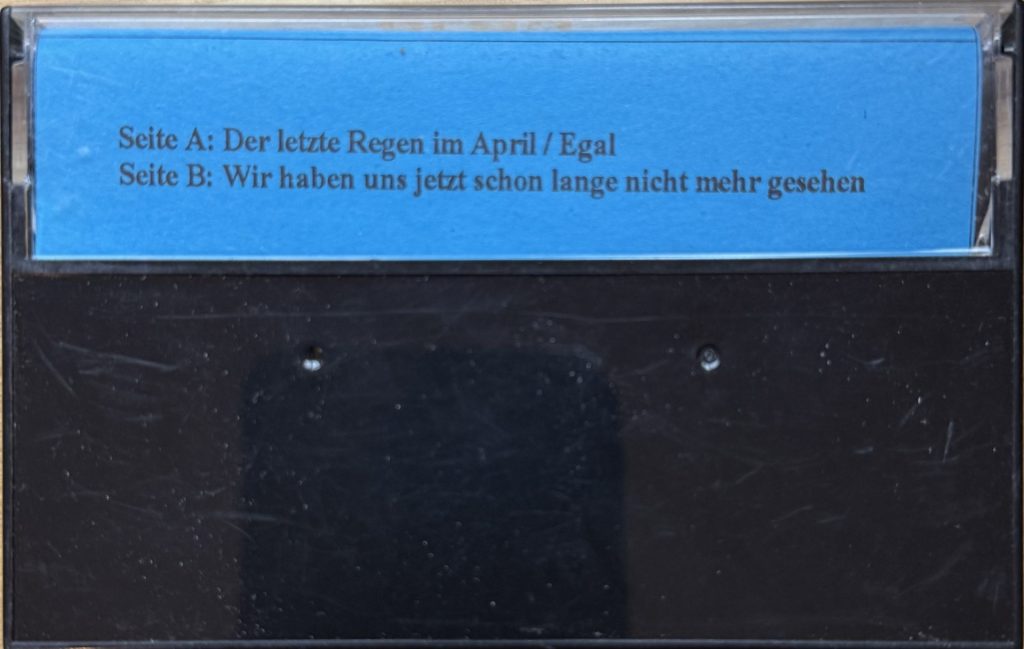 Seite A: Der letzte Regen im April / Egal
Seite B: Wir haben uns jetzt schon lange nicht mehr gesehen